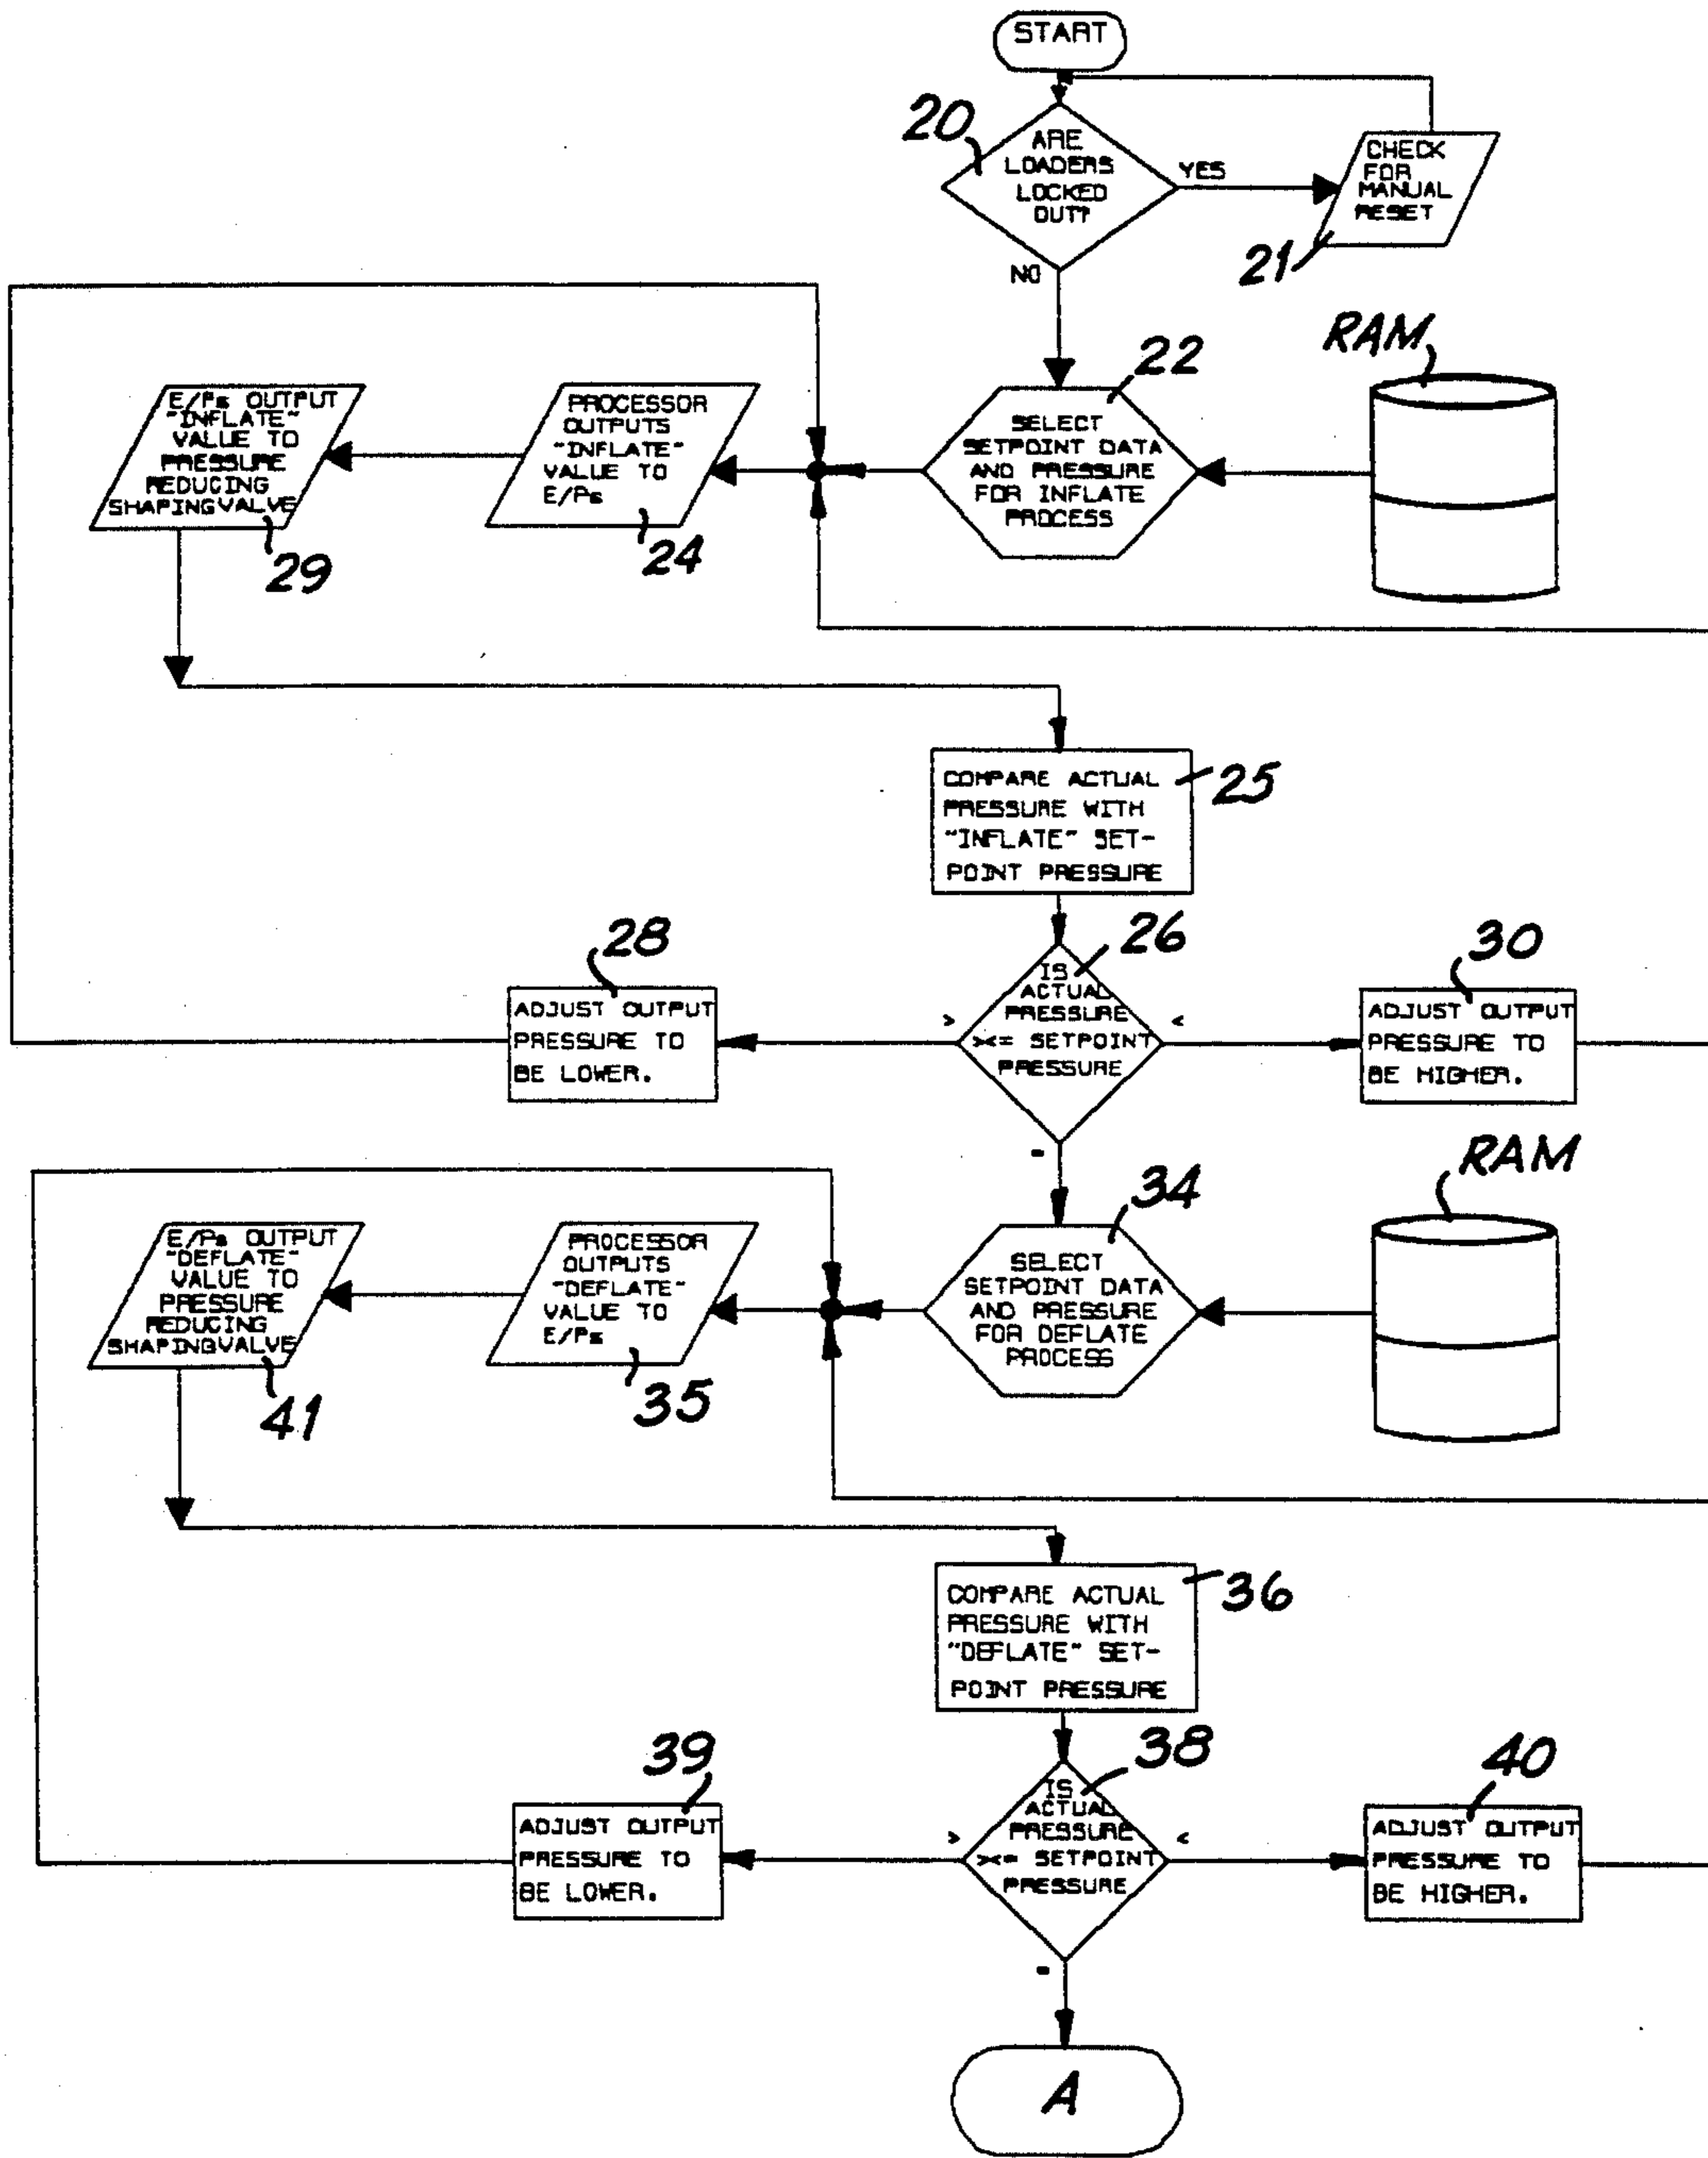 START
20
ARE
LOADERS
LOCKED
OUT?
YES
CHECK
FOR
MANUAL
RESET
21
NO
22
RAM
SELECT
SETPOINT DATA
AND PRESSURE
FOR INFLATE
PROCESS
PROCESSOR
OUTPUTS
"INFLATE"
VALUE TO
E/Ps
24
E/Ps OUTPUT
"INFLATE"
VALUE TO
PRESSURE
REDUCING
SHAPING VALVE
29
COMPARE ACTUAL
PRESSURE WITH
"INFLATE" SET-
POINT PRESSURE
25
26
IS
ACTUAL
PRESSURE
><= SETPOINT
PRESSURE
>
<
28
ADJUST OUTPUT
PRESSURE TO
BE LOWER.
30
ADJUST OUTPUT
PRESSURE TO
BE HIGHER.
=
34
RAM
SELECT
SETPOINT DATA
AND PRESSURE
FOR DEFLATE
PROCESS
PROCESSOR
OUTPUTS
"DEFLATE"
VALUE TO
E/Ps
35
E/Ps OUTPUT
"DEFLATE"
VALUE TO
PRESSURE
REDUCING
SHAPING VALVE
41
COMPARE ACTUAL
PRESSURE WITH
"DEFLATE" SET-
POINT PRESSURE
36
38
IS
ACTUAL
PRESSURE
><= SETPOINT
PRESSURE
>
<
39
ADJUST OUTPUT
PRESSURE TO
BE LOWER.
40
ADJUST OUTPUT
PRESSURE TO
BE HIGHER.
=
A